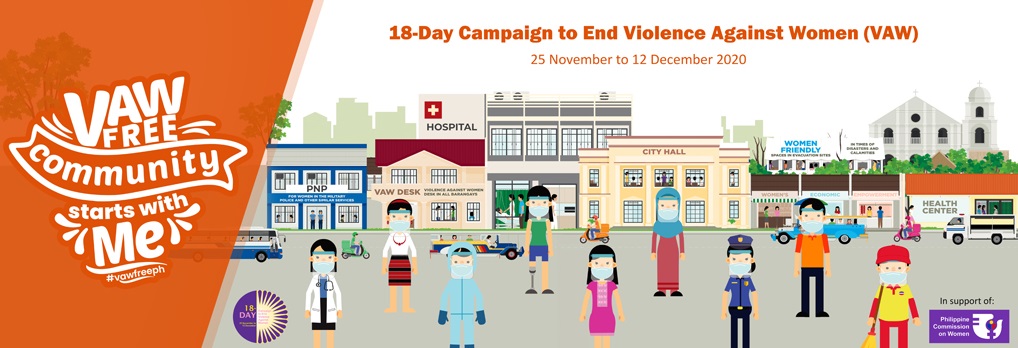 18-Day Campaign to End Violence Against Women (VAW)
25 November to 12 December 2020
VAW
FREE
community
starts with
Me
#vawfreeph
HOSPITAL
PNP
FOR WOMEN IN THE MILITARY
POLICE AND OTHER SIMILAR SERVICES
VAW DESK
VIOLENCE AGAINST WOMEN
DESK IN ALL BARANGAYS
CITY HALL
WOMEN
FRIENDLY
SPACES IN EVACUATION SITES
IN TIMES OF
DISASTERS AND
CALAMITIES
WOMEN'S
ECONOMIC
HEALTH
CENTER
18-
DAY
In support of:
Philippine
Commission
on Women